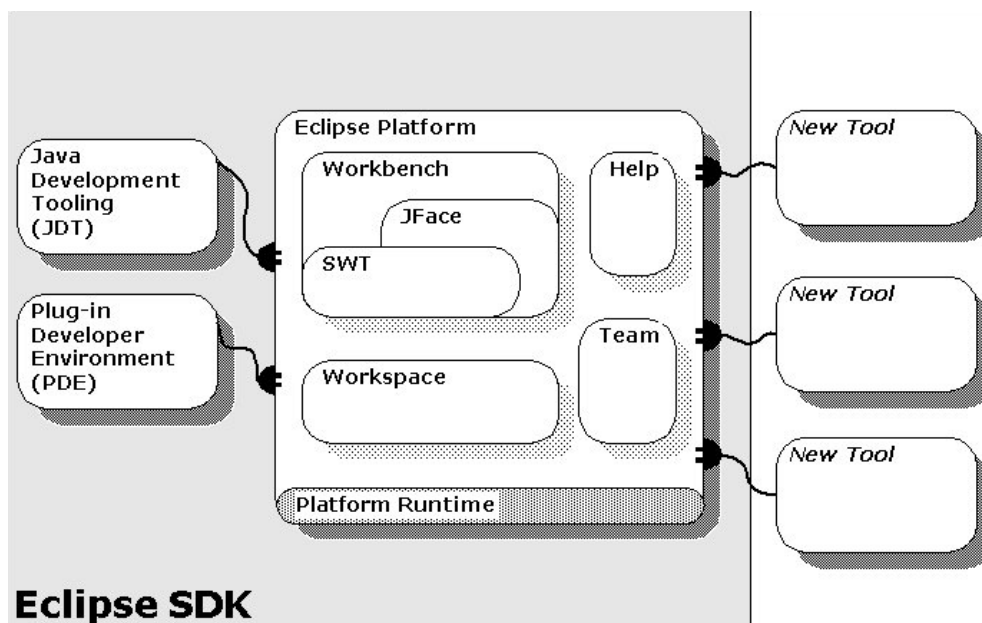 Java
Development
Tooling
(JDT)
Plug-in
Developer
Environment
(PDE)
Eclipse Platform
Workbench
JFace
SWT
Help
Workspace
Team
Platform Runtime
New Tool
New Tool
New Tool
Eclipse SDK